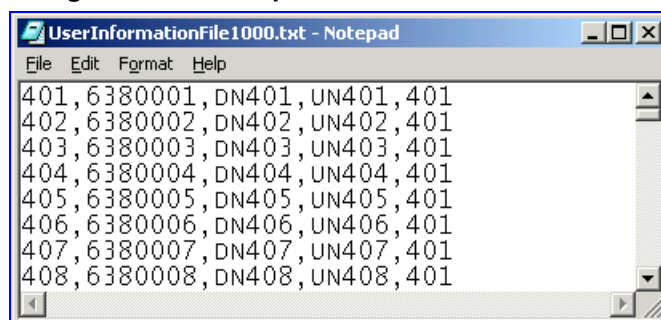 UserInformationFile1000.txt - Notepad
File Edit Format Help
401,6380001,DN401,UN401,401
402,6380002,DN402,UN402,401
403,6380003,DN403,UN403,401
404,6380004,DN404,UN404,401
405,6380005,DN405,UN405,401
406,6380006,DN406,UN406,401
407,6380007,DN407,UN407,401
408,6380008,DN408,UN408,401